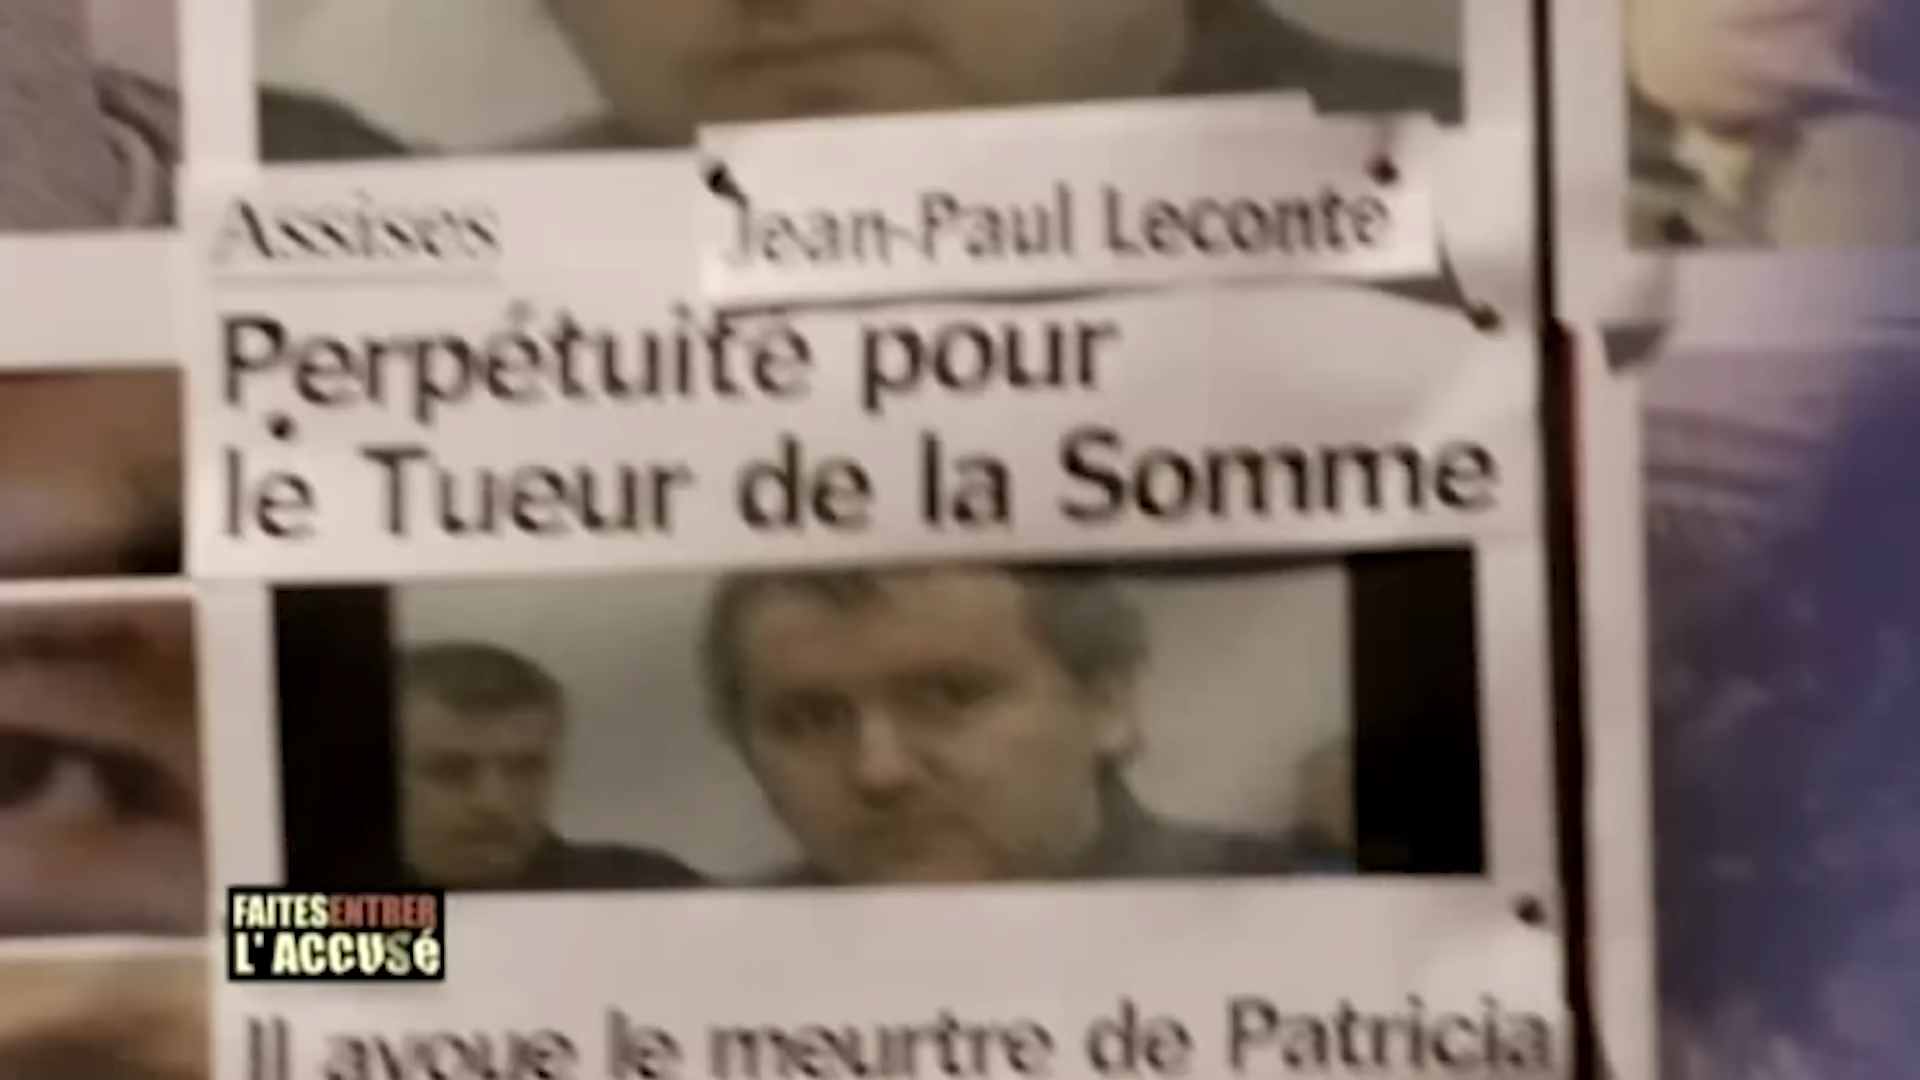 Assises
Jean-Paul Leconte
Perpétuité pour
le Tueur de la Somme
FAITES ENTRER
L'ACCUSé
Il avoue le meurtre de Patricia